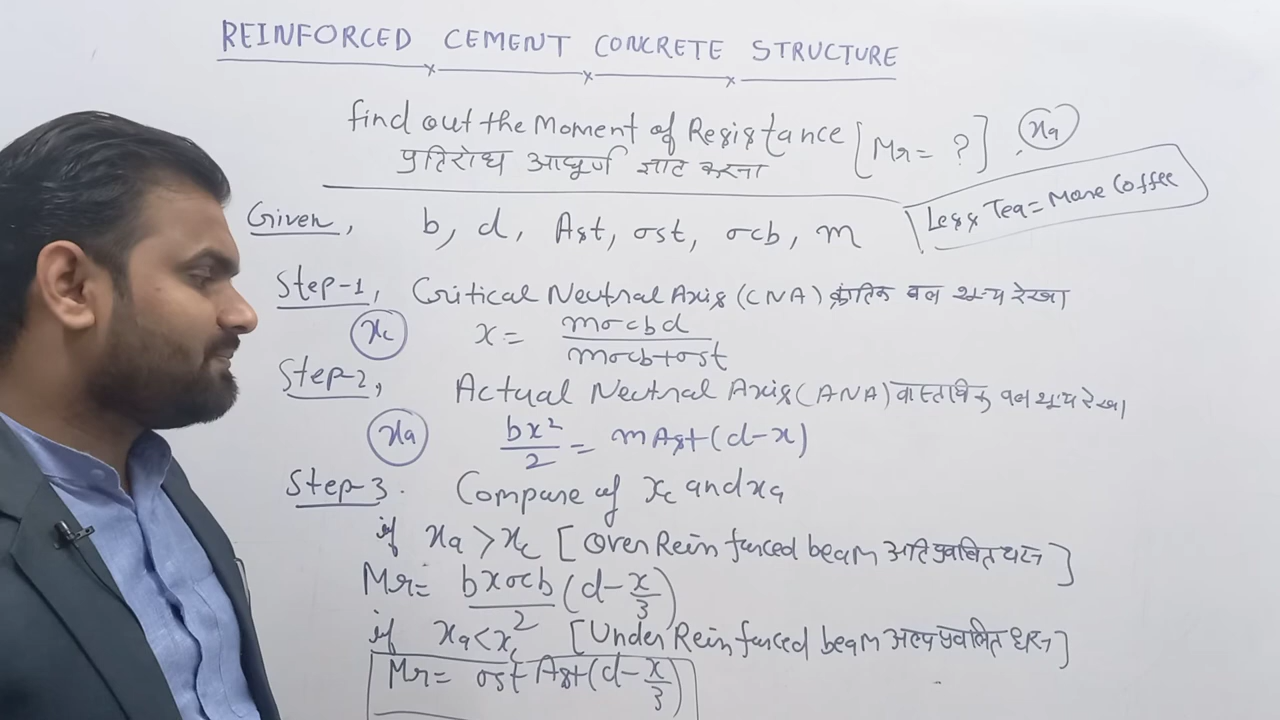 REINFORCED CEMENT CONCRETE STRUCTURE
find out the Moment of Resistance [Mr = ?] xa
प्रतिरोध आघूर्ण ज्ञात करना
Less Tea = More Coffee
Given, b, d, Ast, σst, σcb, m
Step-1, Critical Neutral Axis (CNA) क्रांतिक बल शून्य रेखा
xc x = mσcbd / mσcb+σst
Step-2, Actual Neutral Axis (ANA) वास्तविक बल शून्य रेखा
xa bx²/2 = mAst(d-x)
Step-3. Compare of xc and xa
if xa > xc [Over Reinforced beam अति प्रबलित धरन]
Mr = bxσcb/2 (d-x/3)
if xa < xc [Under Reinforced beam अल्प प्रबलित धरन]
Mr = σst Ast(d-x/3)